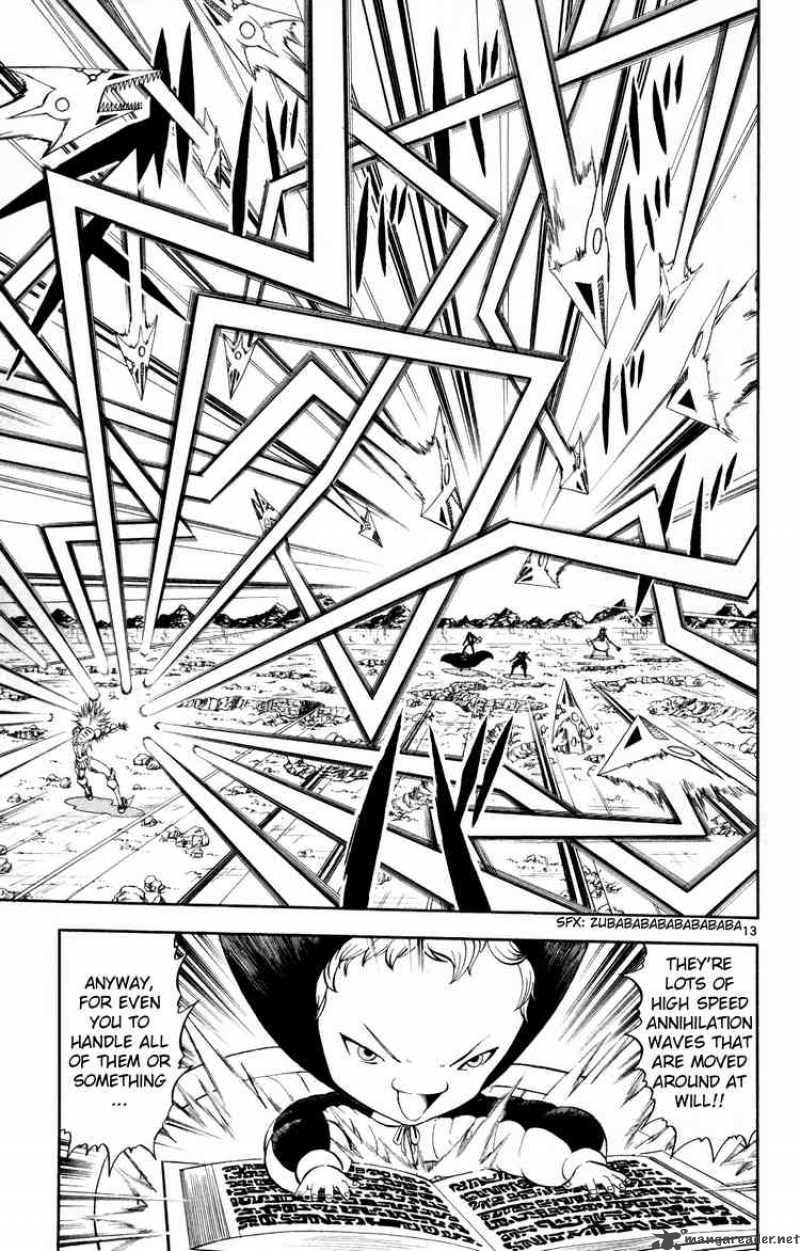 SFX: ZUBABABABABABABABA
13
THEY'RE
LOTS OF
HIGH SPEED
ANNIHILATION
WAVES THAT
ARE MOVED
AROUND AT
WILL!!
ANYWAY,
FOR EVEN
YOU TO
HANDLE ALL
OF THEM OR
SOMETHING
...
mangareader.net